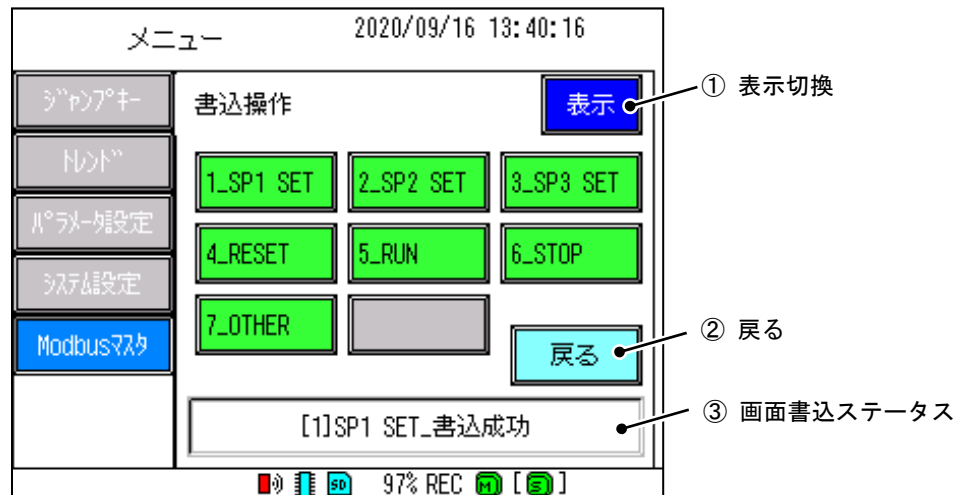 メニュー
2020/09/16 13:40:16
ジャンプキー
トレンド
パラメータ設定
システム設定
Modbusマスタ
書込操作
表示
① 表示切換
1_SP1 SET
2_SP2 SET
3_SP3 SET
4_RESET
5_RUN
6_STOP
7_OTHER
戻る
② 戻る
[1]SP1 SET_書込成功
③ 画面書込ステータス
SD 97% REC M [S]